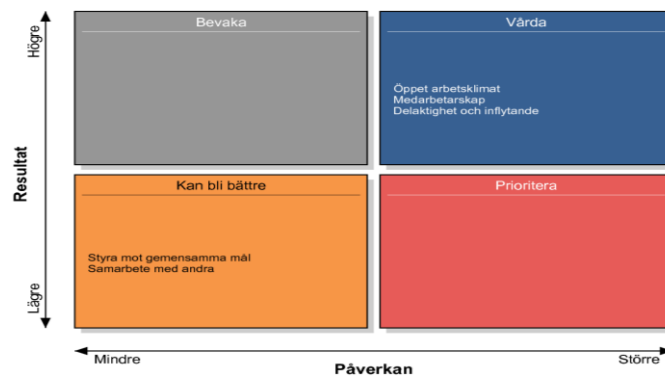 Högre
Resultat
Lägre
Bevaka
Vårda
Öppet arbetsklimat
Medarbetarskap
Delaktighet och inflytande
Kan bli bättre
Styra mot gemensamma mål
Samarbete med andra
Prioritera
Mindre
Påverkan
Större